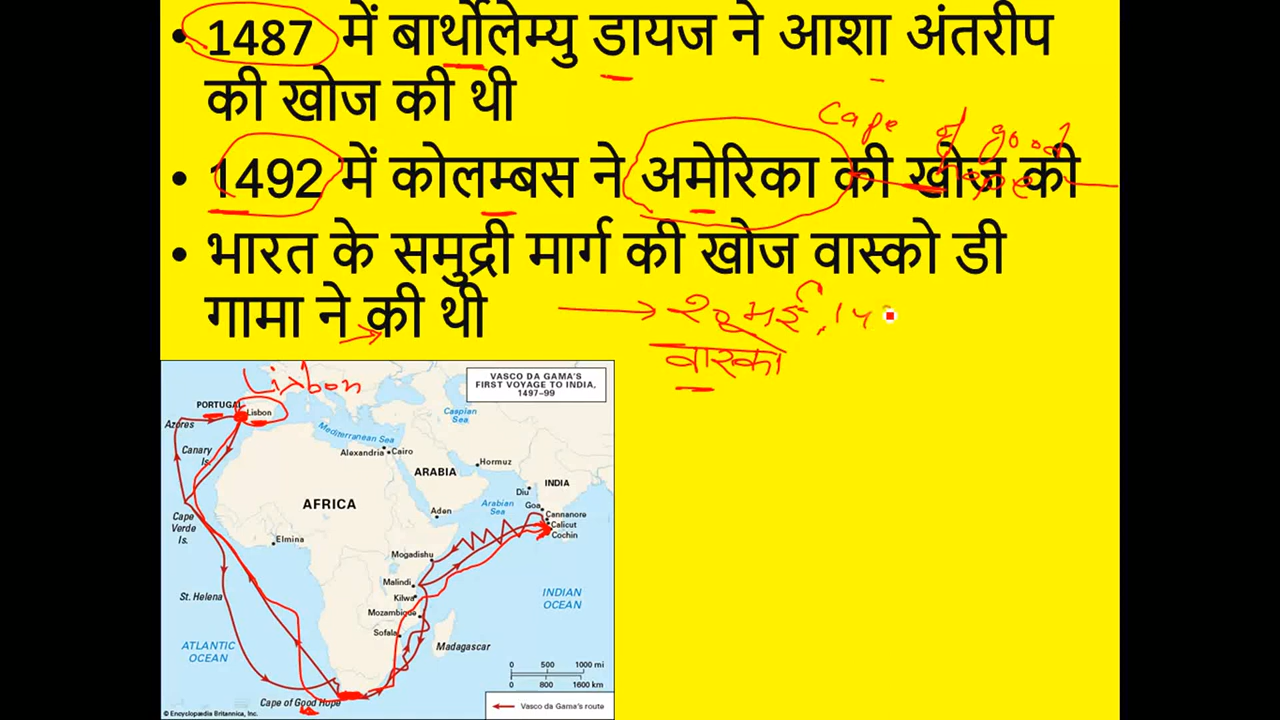 • 1487 में बार्थोलेम्यु डायज ने आशा अंतरीप
की खोज की थी
Cape of good
hope
• 1492 में कोलम्बस ने अमेरिका की खोज की
• भारत के समुद्री मार्ग की खोज वास्को डी
गामा ने की थी
मई, 14
वास्को
Lisbon
VASCO DA GAMA'S
FIRST VOYAGE TO INDIA,
1497–99
PORTUGAL
Lisbon
Azores
Canary
Is.
Mediterranean Sea
Caspian
Sea
Alexandria
Cairo
Hormuz
ARABIA
INDIA
AFRICA
Diu
Goa
Arabian
Sea
Aden
Cannanore
Calicut
Cochin
Cape
Verde
Is.
Elmina
Mogadishu
Malindi
Kilwa
Mozambique
Sofala
St. Helena
INDIAN
OCEAN
ATLANTIC
OCEAN
Madagascar
0 500 1000 mi
0 800 1600 km
Cape of Good Hope
Vasco da Gama's route
© Encyclopædia Britannica, Inc.